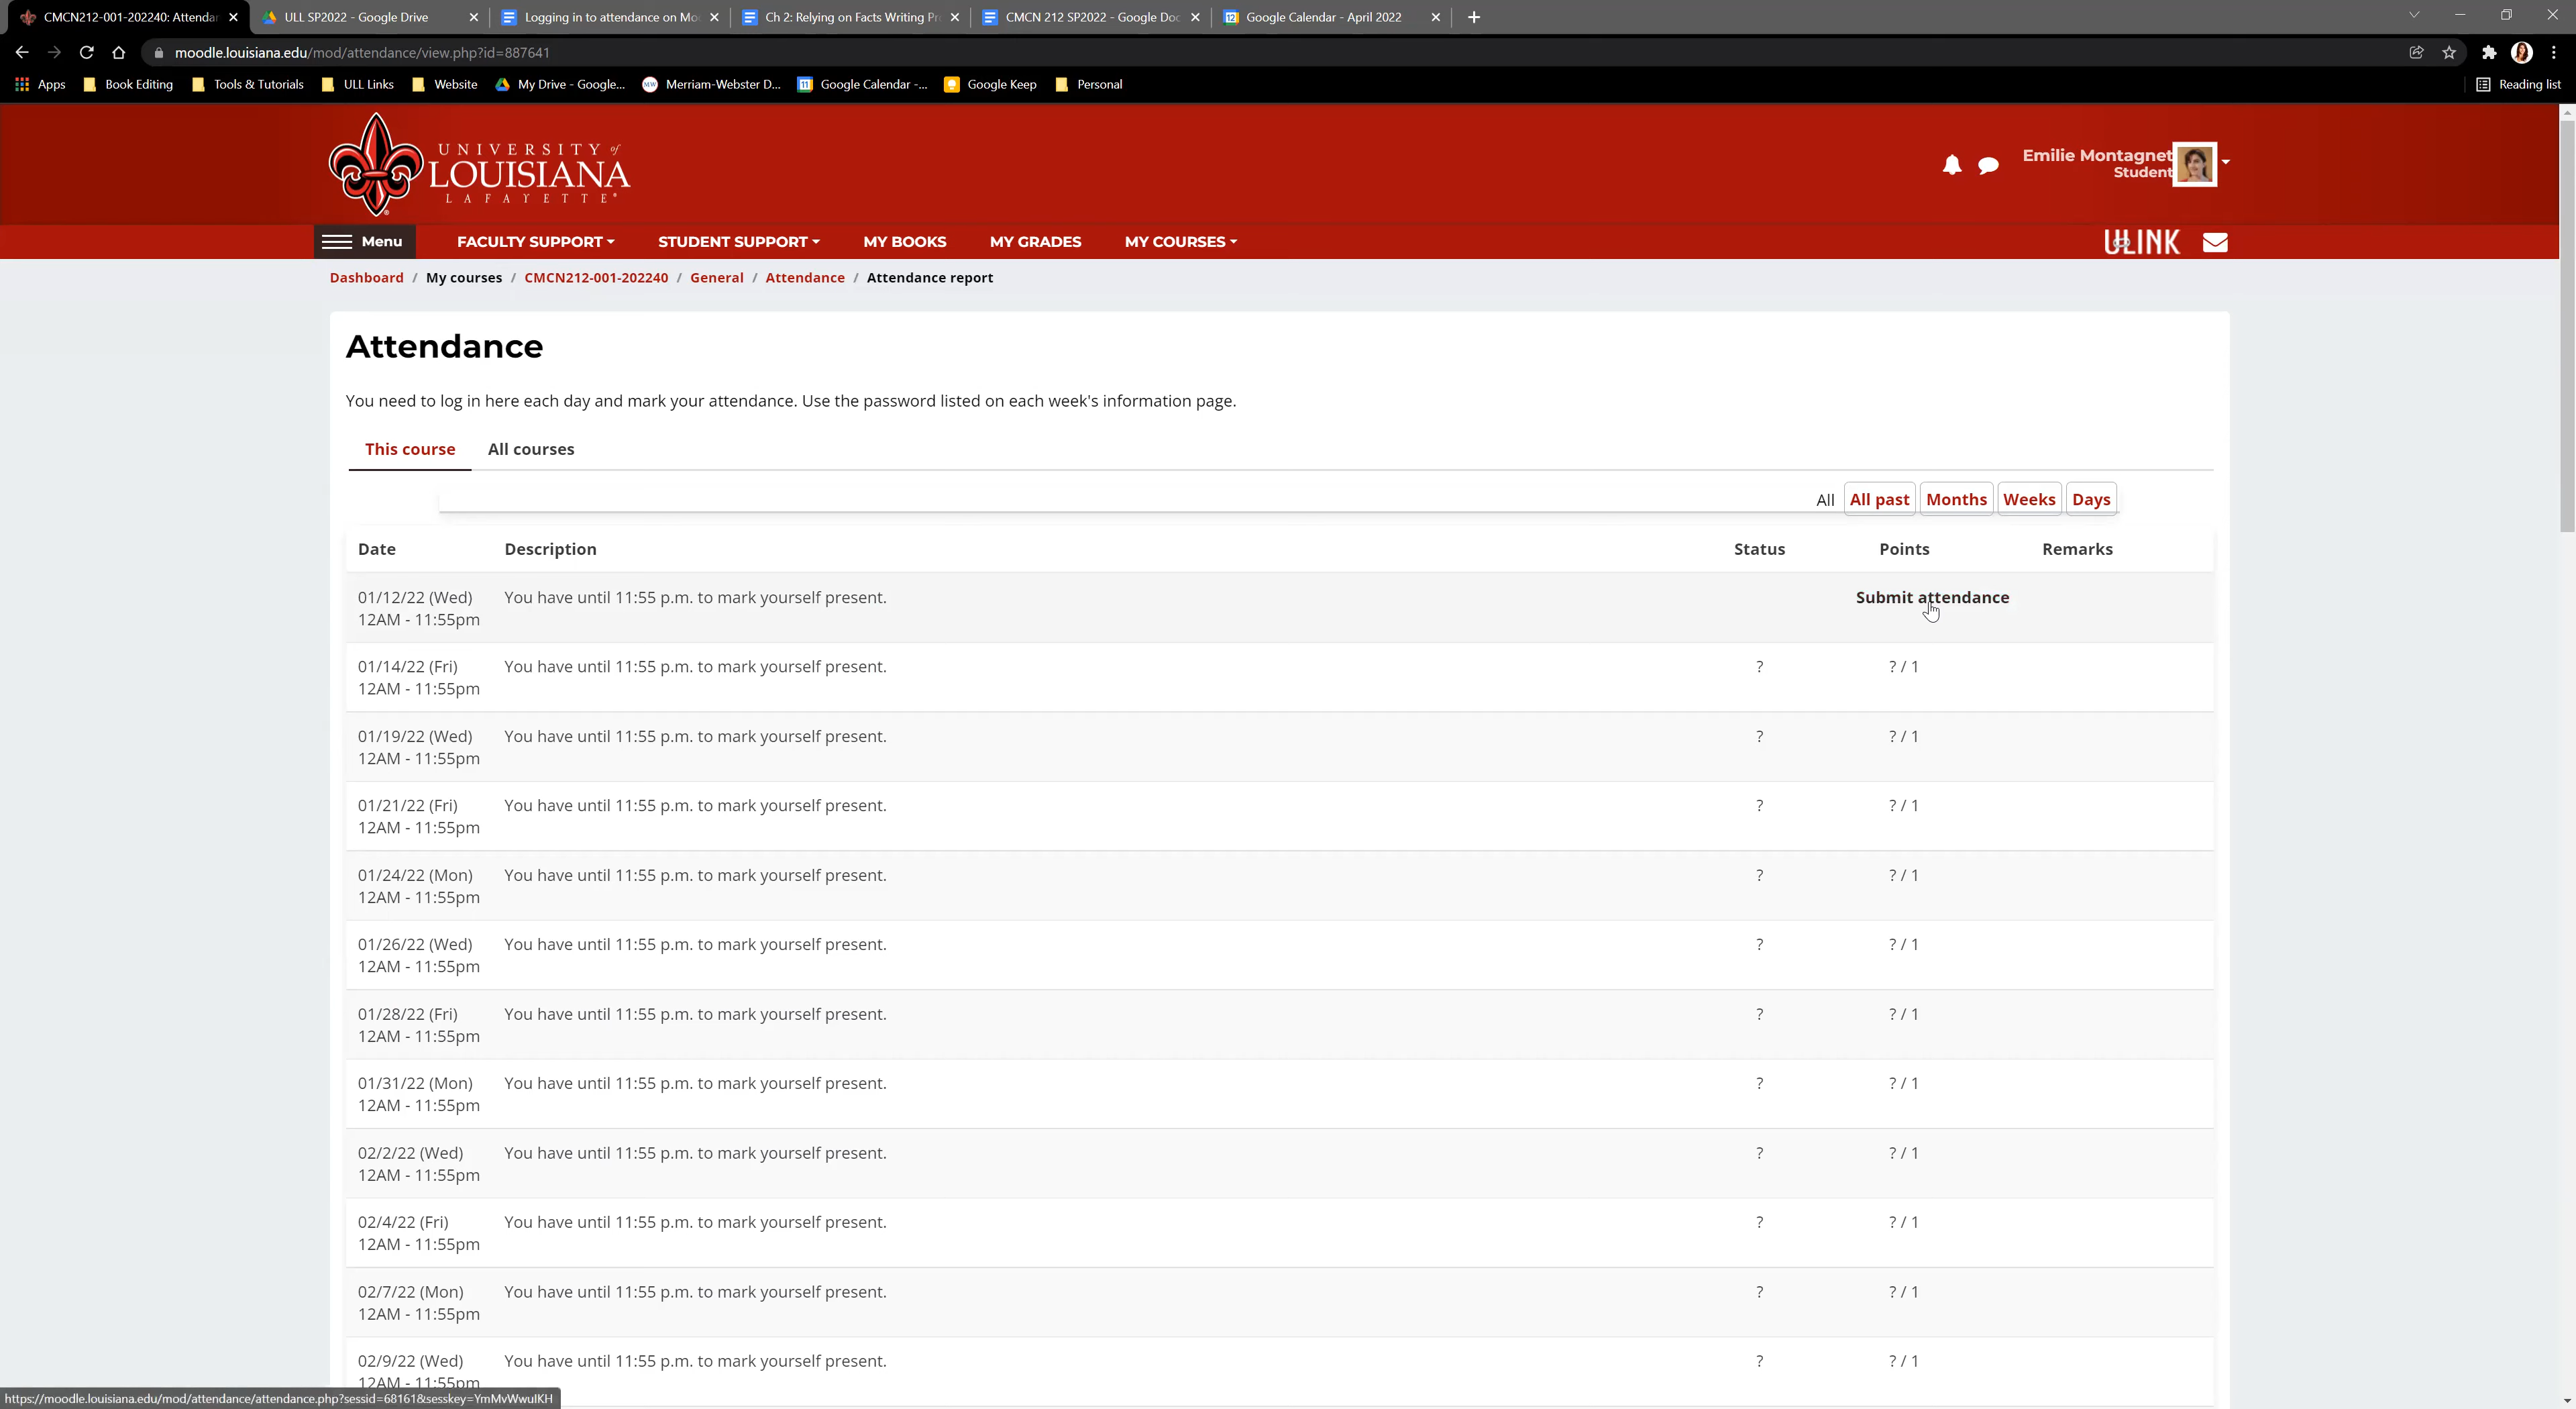 CMCN212-001-202240: Attendar
ULL SP2022 - Google Drive
Logging in to attendance on Mo
Ch 2: Relying on Facts Writing Pr
CMCN 212 SP2022 - Google Doc
Google Calendar - April 2022
moodle.louisiana.edu/mod/attendance/view.php?id=887641
Apps
Book Editing
Tools & Tutorials
ULL Links
Website
My Drive - Google...
Merriam-Webster D...
Google Calendar -...
Google Keep
Personal
Reading list
UNIVERSITY of
LOUISIANA
LAFAYETTE®
Emilie Montagnet
Student
Menu
FACULTY SUPPORT
STUDENT SUPPORT
MY BOOKS
MY GRADES
MY COURSES
ULINK
Dashboard / My courses / CMCN212-001-202240 / General / Attendance / Attendance report
Attendance
You need to log in here each day and mark your attendance. Use the password listed on each week's information page.
This course All courses
All All past Months Weeks Days
Date Description Status Points Remarks
01/12/22 (Wed) You have until 11:55 p.m. to mark yourself present. Submit attendance
12AM - 11:55pm
01/14/22 (Fri) You have until 11:55 p.m. to mark yourself present. ? ? / 1
12AM - 11:55pm
01/19/22 (Wed) You have until 11:55 p.m. to mark yourself present. ? ? / 1
12AM - 11:55pm
01/21/22 (Fri) You have until 11:55 p.m. to mark yourself present. ? ? / 1
12AM - 11:55pm
01/24/22 (Mon) You have until 11:55 p.m. to mark yourself present. ? ? / 1
12AM - 11:55pm
01/26/22 (Wed) You have until 11:55 p.m. to mark yourself present. ? ? / 1
12AM - 11:55pm
01/28/22 (Fri) You have until 11:55 p.m. to mark yourself present. ? ? / 1
12AM - 11:55pm
01/31/22 (Mon) You have until 11:55 p.m. to mark yourself present. ? ? / 1
12AM - 11:55pm
02/2/22 (Wed) You have until 11:55 p.m. to mark yourself present. ? ? / 1
12AM - 11:55pm
02/4/22 (Fri) You have until 11:55 p.m. to mark yourself present. ? ? / 1
12AM - 11:55pm
02/7/22 (Mon) You have until 11:55 p.m. to mark yourself present. ? ? / 1
12AM - 11:55pm
02/9/22 (Wed) You have until 11:55 p.m. to mark yourself present. ? ? / 1
12AM - 11:55pm
https://moodle.louisiana.edu/mod/attendance/attendance.php?sessid=68161&sesskey=YmMvWwulKH